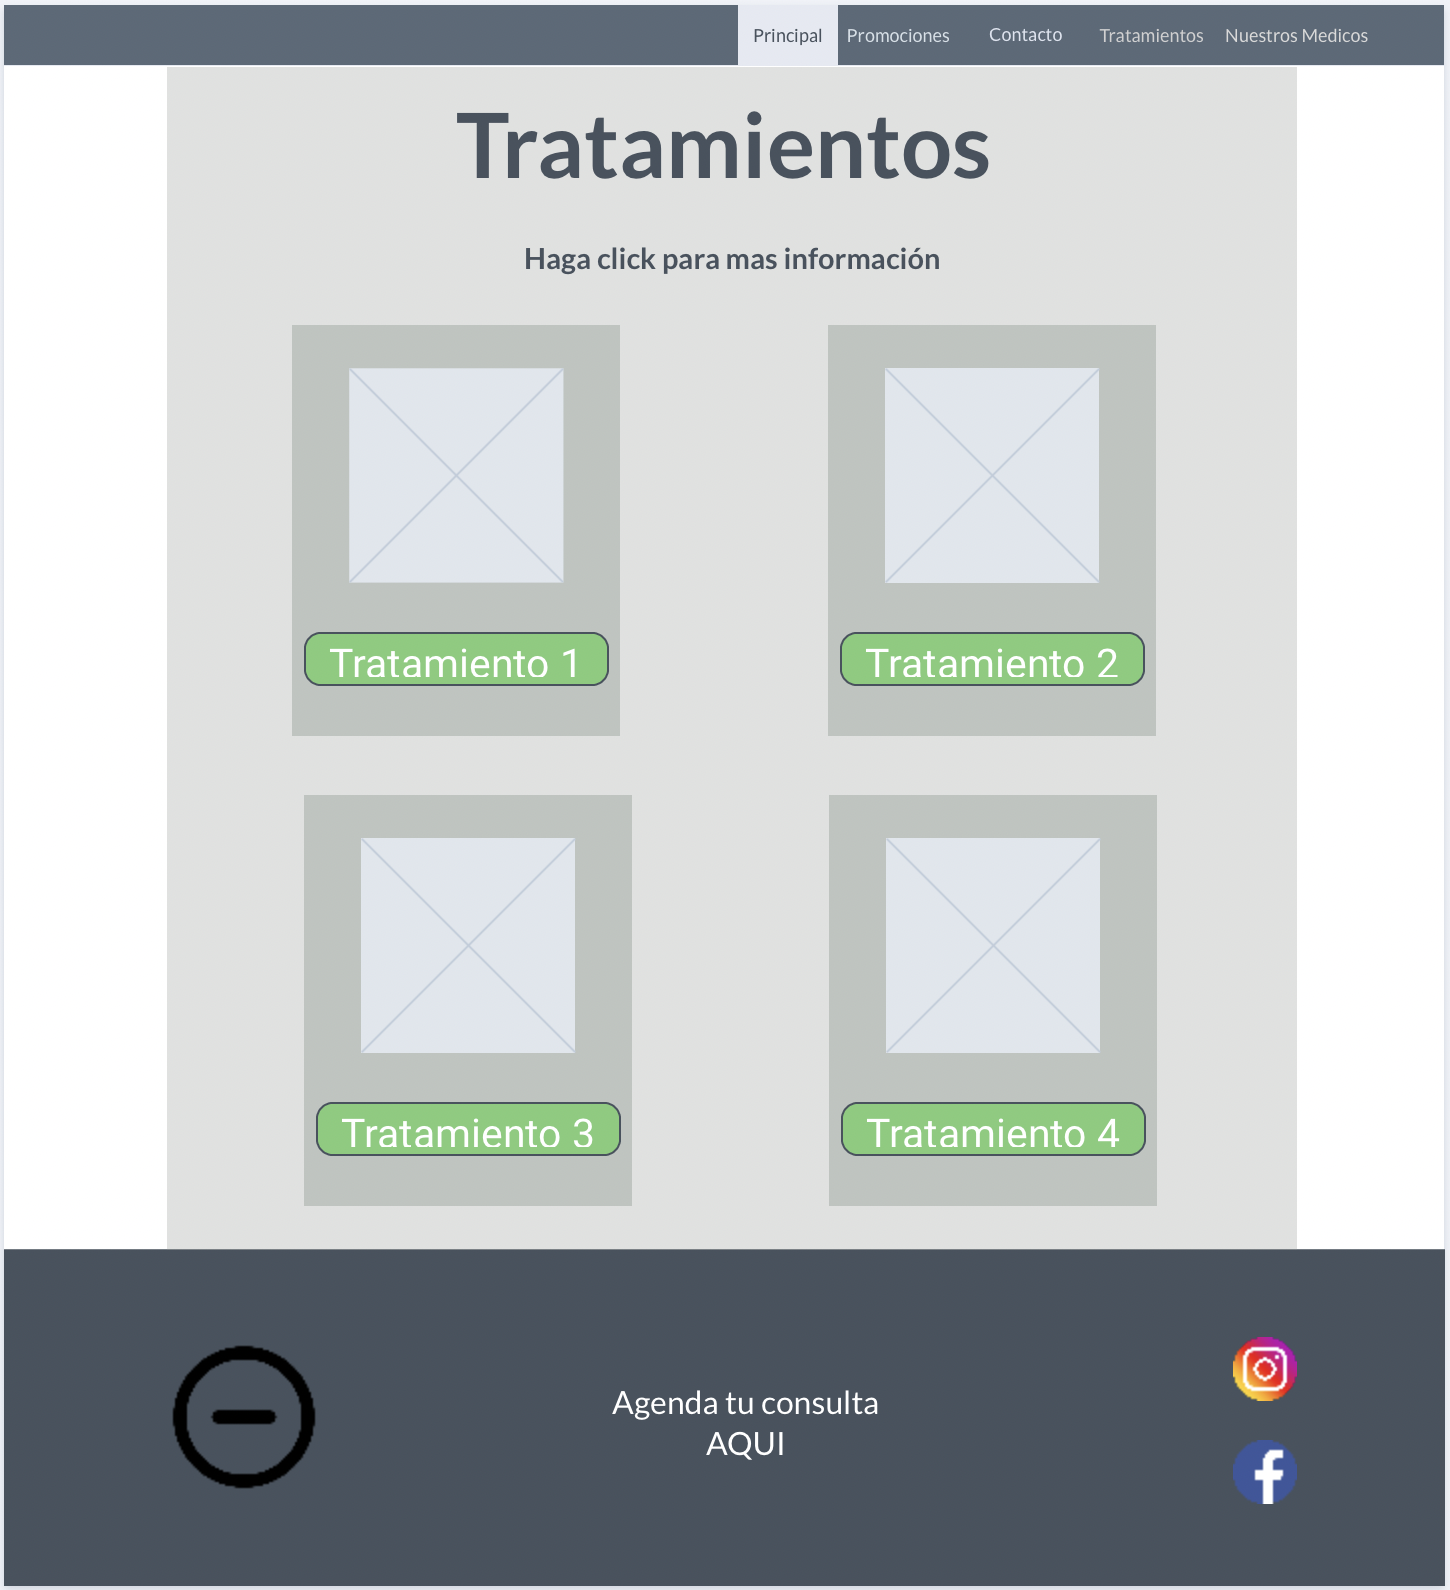 Principal Promociones Contacto Tratamientos Nuestros Medicos
Tratamientos
Haga click para mas información
Tratamiento 1 Tratamiento 2
Tratamiento 3 Tratamiento 4
Agenda tu consulta
AQUI